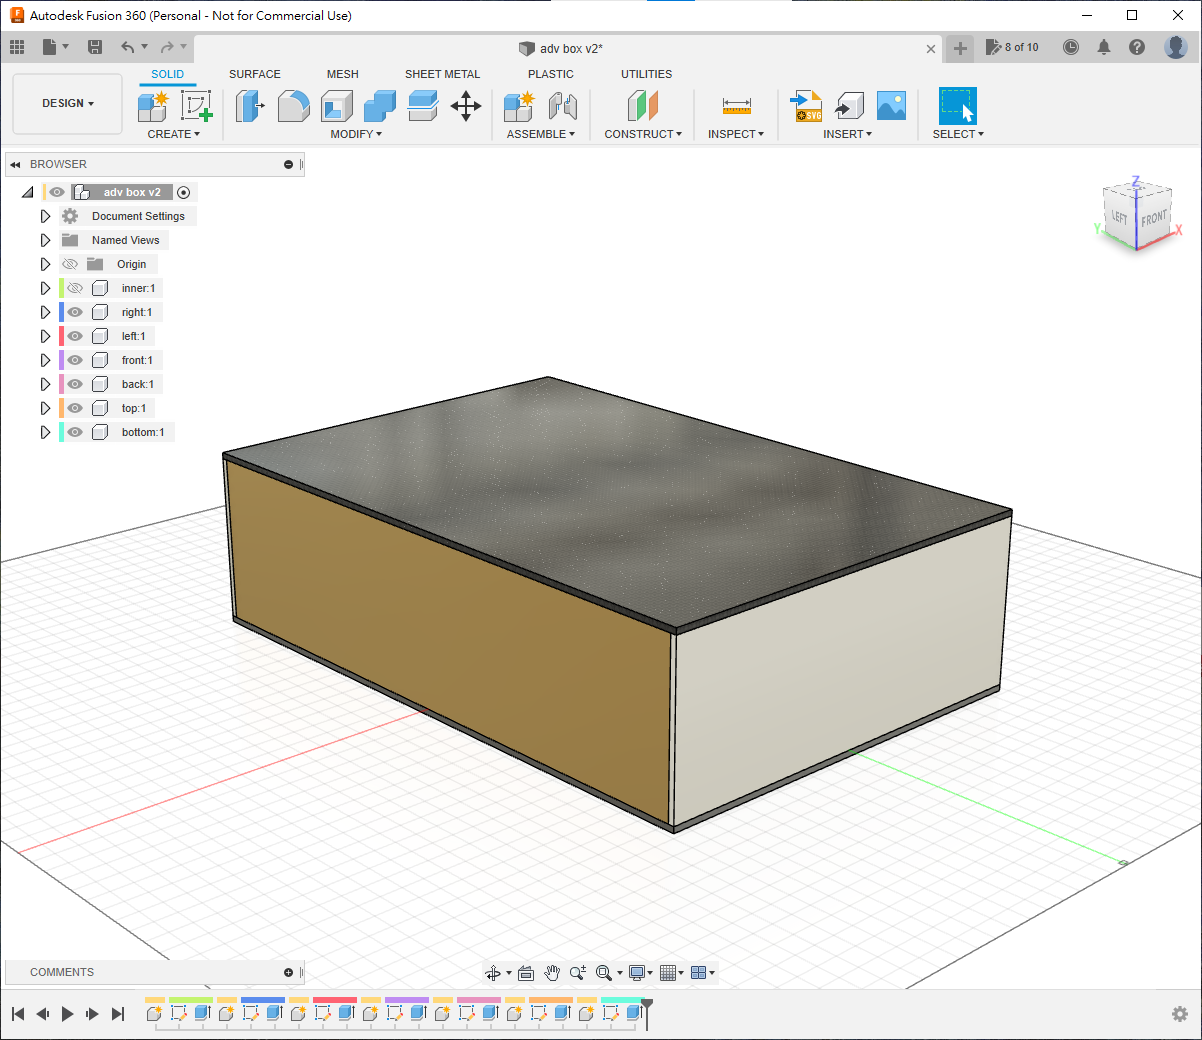 Autodesk Fusion 360 (Personal - Not for Commercial Use)
adv box v2*
8 of 10
DESIGN
SOLID SURFACE MESH SHEET METAL PLASTIC UTILITIES
CREATE MODIFY ASSEMBLE CONSTRUCT INSPECT INSERT SELECT
SVG
BROWSER
adv box v2
Document Settings
Named Views
Origin
inner:1
right:1
left:1
front:1
back:1
top:1
bottom:1
Z
LEFT FRONT
Y X
COMMENTS